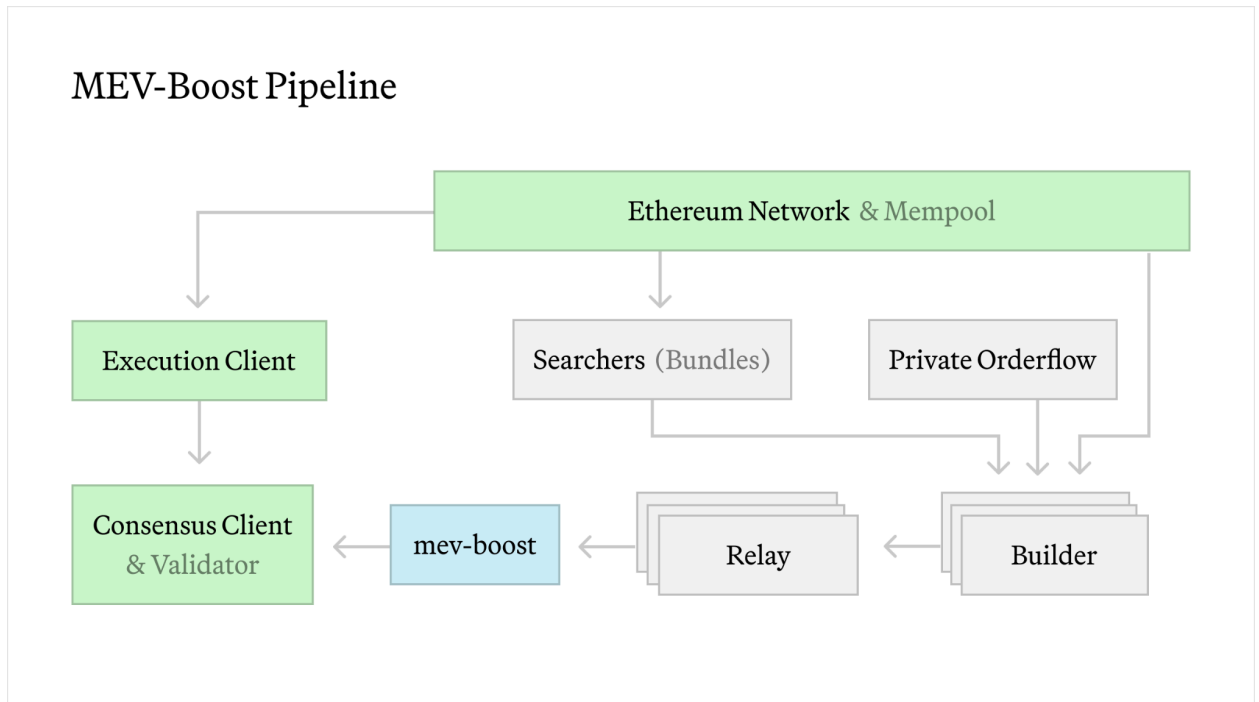 MEV-Boost Pipeline
Ethereum Network & Mempool
Execution Client
Searchers (Bundles)
Private Orderflow
Consensus Client
& Validator
mev-boost
Relay
Builder